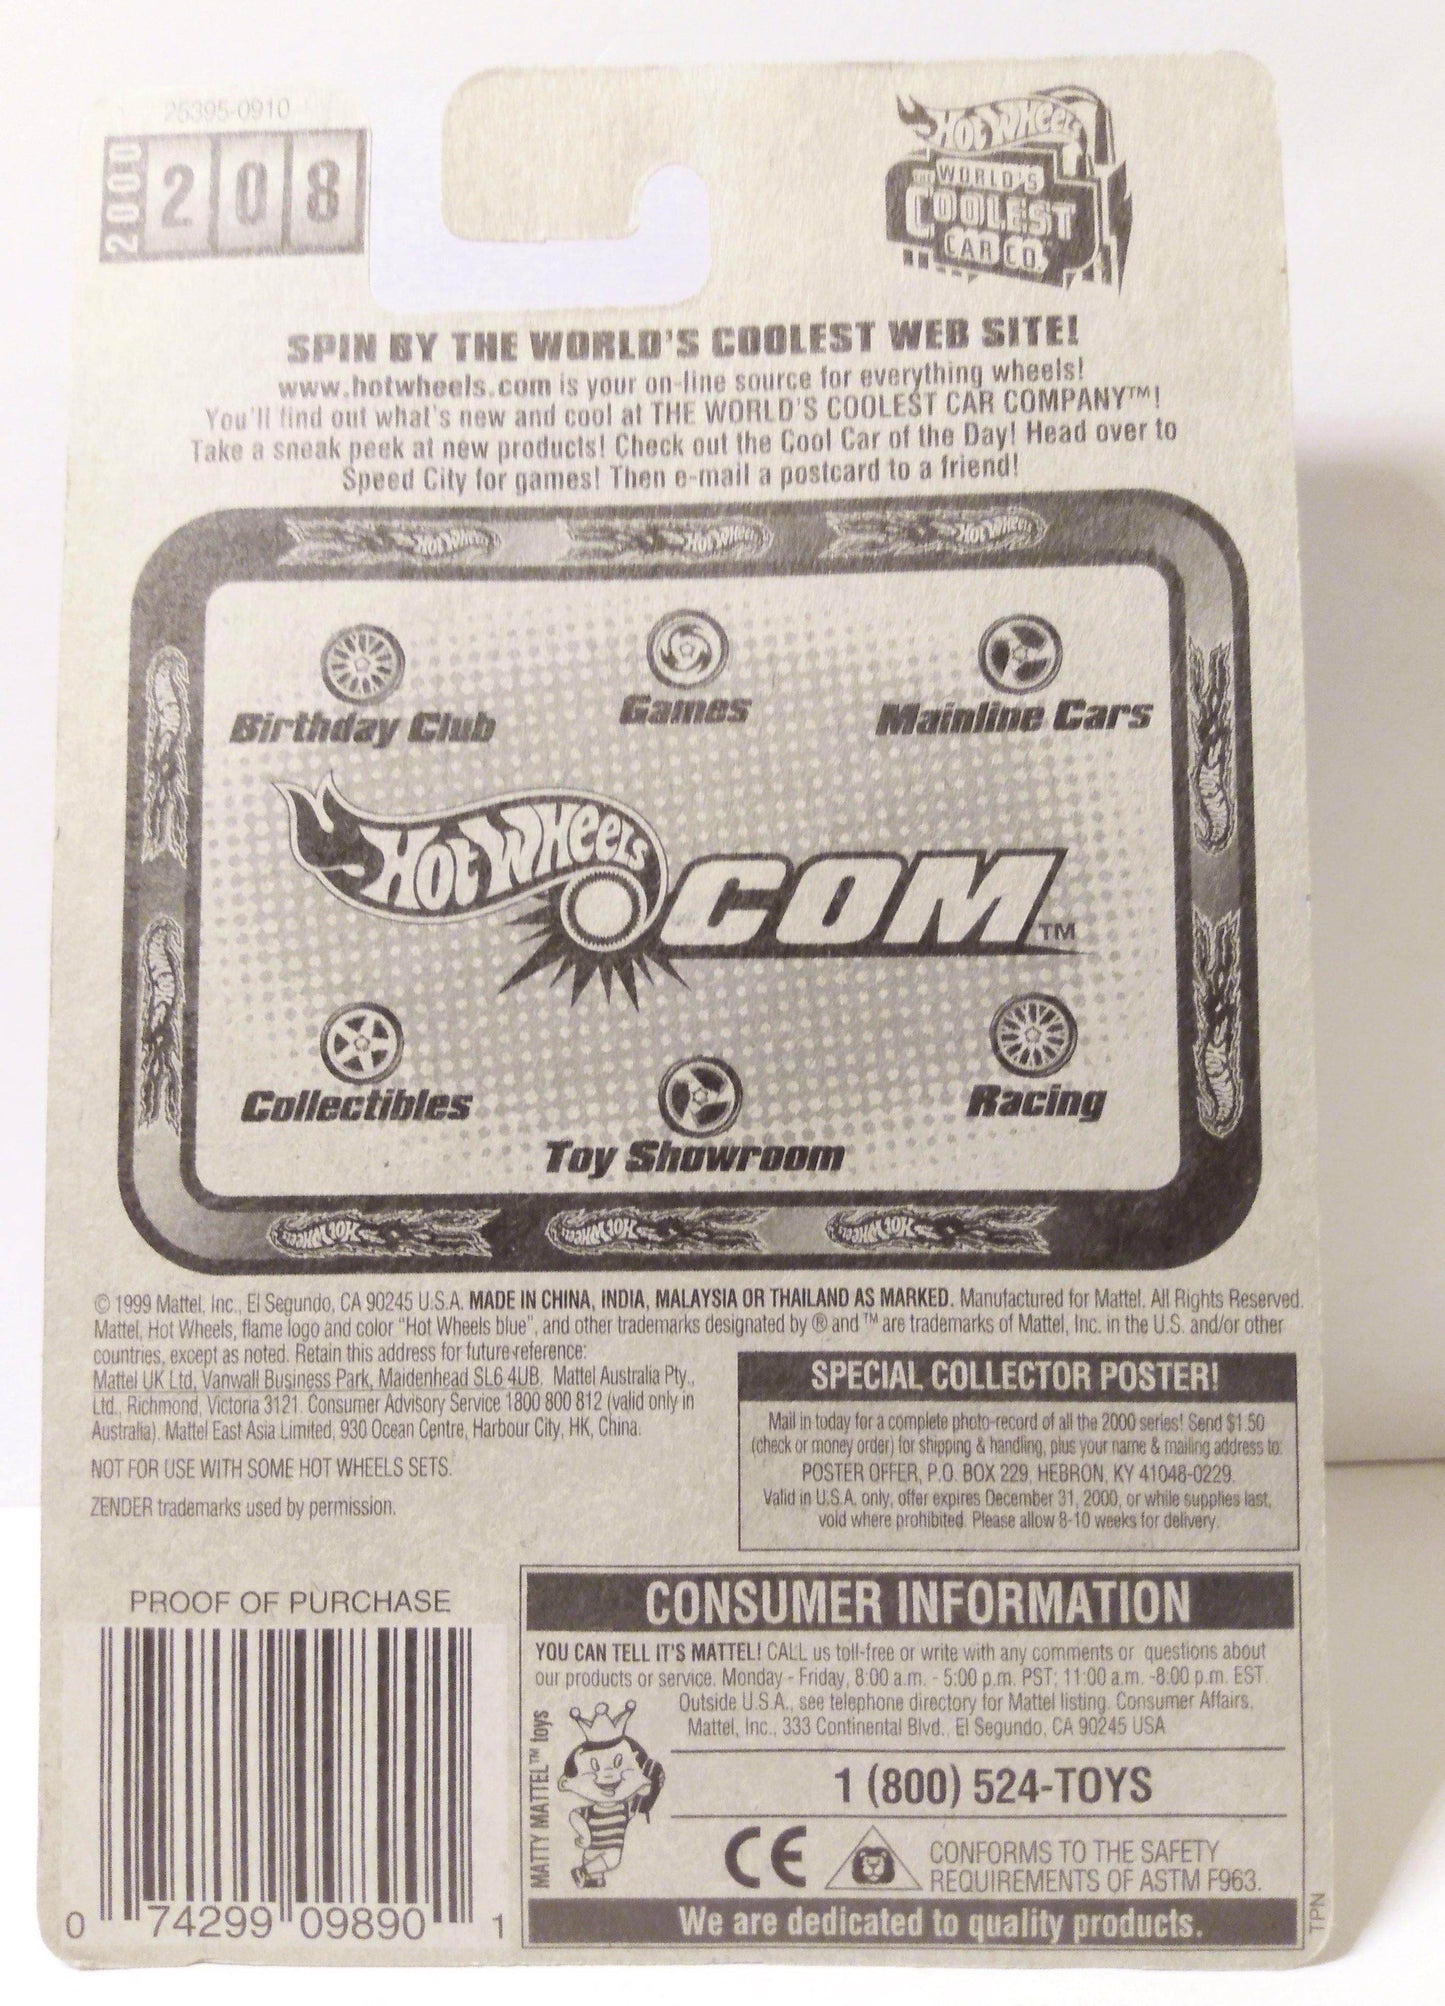 25395-0910
2000 208
HOT WHEELS
THE WORLD'S
COOLEST
CAR CO.
SPIN BY THE WORLD'S COOLEST WEB SITE!
www.hotwheels.com is your on-line source for everything wheels!
You'll find out what's new and cool at THE WORLD'S COOLEST CAR COMPANY™!
Take a sneak peek at new products! Check out the Cool Car of the Day! Head over to
Speed City for games! Then e-mail a postcard to a friend!
HOT WHEELS HOT WHEELS HOT WHEELS
Birthday Club Games Mainline Cars
HOT WHEELS .COM™
Collectibles Toy Showroom Racing
HOT WHEELS HOT WHEELS HOT WHEELS
© 1999 Mattel, Inc., El Segundo, CA 90245 U.S.A. MADE IN CHINA, INDIA, MALAYSIA OR THAILAND AS MARKED. Manufactured for Mattel. All Rights Reserved.
Mattel, Hot Wheels, flame logo and color "Hot Wheels blue", and other trademarks designated by ® and ™ are trademarks of Mattel, Inc. in the U.S. and/or other
countries, except as noted. Retain this address for future reference:
Mattel UK Ltd, Vanwall Business Park, Maidenhead SL6 4UB. Mattel Australia Pty.,
Ltd., Richmond, Victoria 3121. Consumer Advisory Service 1800 800 812 (valid only in
Australia). Mattel East Asia Limited, 930 Ocean Centre, Harbour City, HK, China.
NOT FOR USE WITH SOME HOT WHEELS SETS.
ZENDER trademarks used by permission.
SPECIAL COLLECTOR POSTER!
Mail in today for a complete photo-record of all the 2000 series! Send $1.50
(check or money order) for shipping & handling, plus your name & mailing address to:
POSTER OFFER, P.O. BOX 229, HEBRON, KY 41048-0229.
Valid in U.S.A. only, offer expires December 31, 2000, or while supplies last,
void where prohibited. Please allow 8-10 weeks for delivery.
PROOF OF PURCHASE
0 74299 09890 1
CONSUMER INFORMATION
YOU CAN TELL IT'S MATTEL! CALL us toll-free or write with any comments or questions about
our products or service. Monday - Friday, 8:00 a.m. - 5:00 p.m. PST; 11:00 a.m. -8:00 p.m. EST.
Outside U.S.A., see telephone directory for Mattel listing. Consumer Affairs,
Mattel, Inc., 333 Continental Blvd., El Segundo, CA 90245 USA
MATTY MATTEL™ toys
1 (800) 524-TOYS
CE
CONFORMS TO THE SAFETY
REQUIREMENTS OF ASTM F963.
We are dedicated to quality products.
TPN